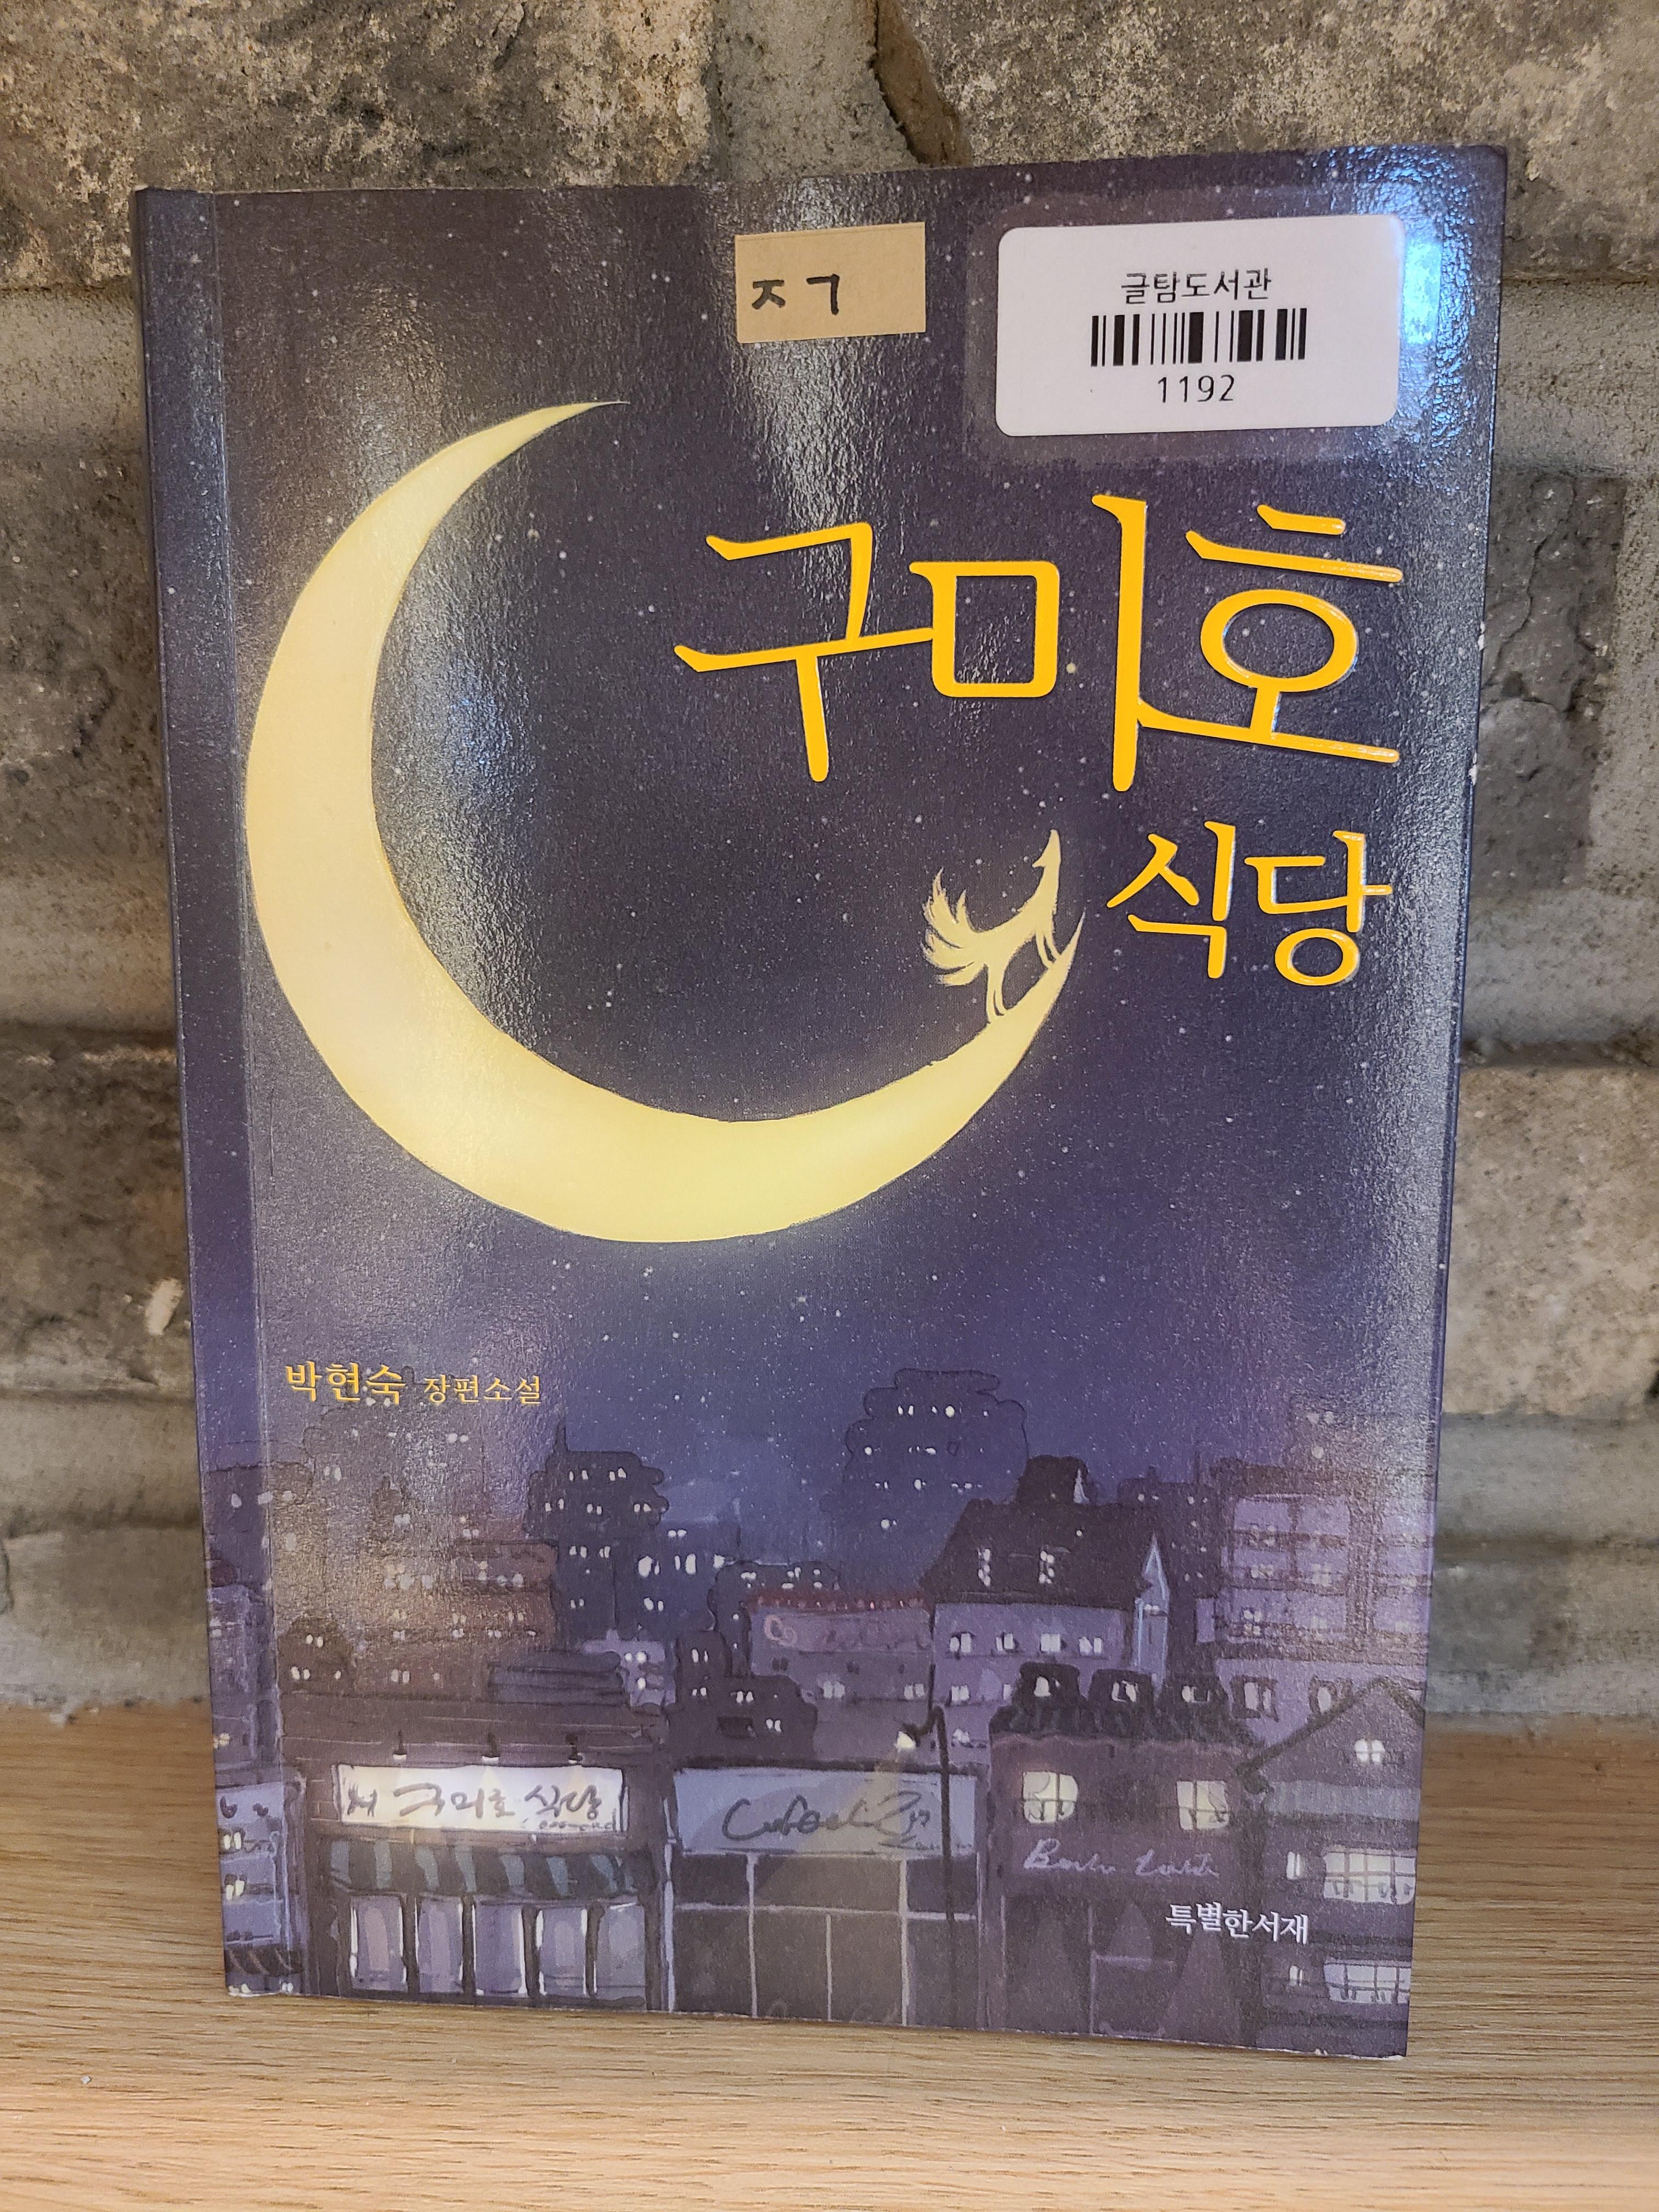 ㅈㄱ
글탐도서관
1192
구미호
식당
박현숙 장편소설
구미호 식당
특별한서재